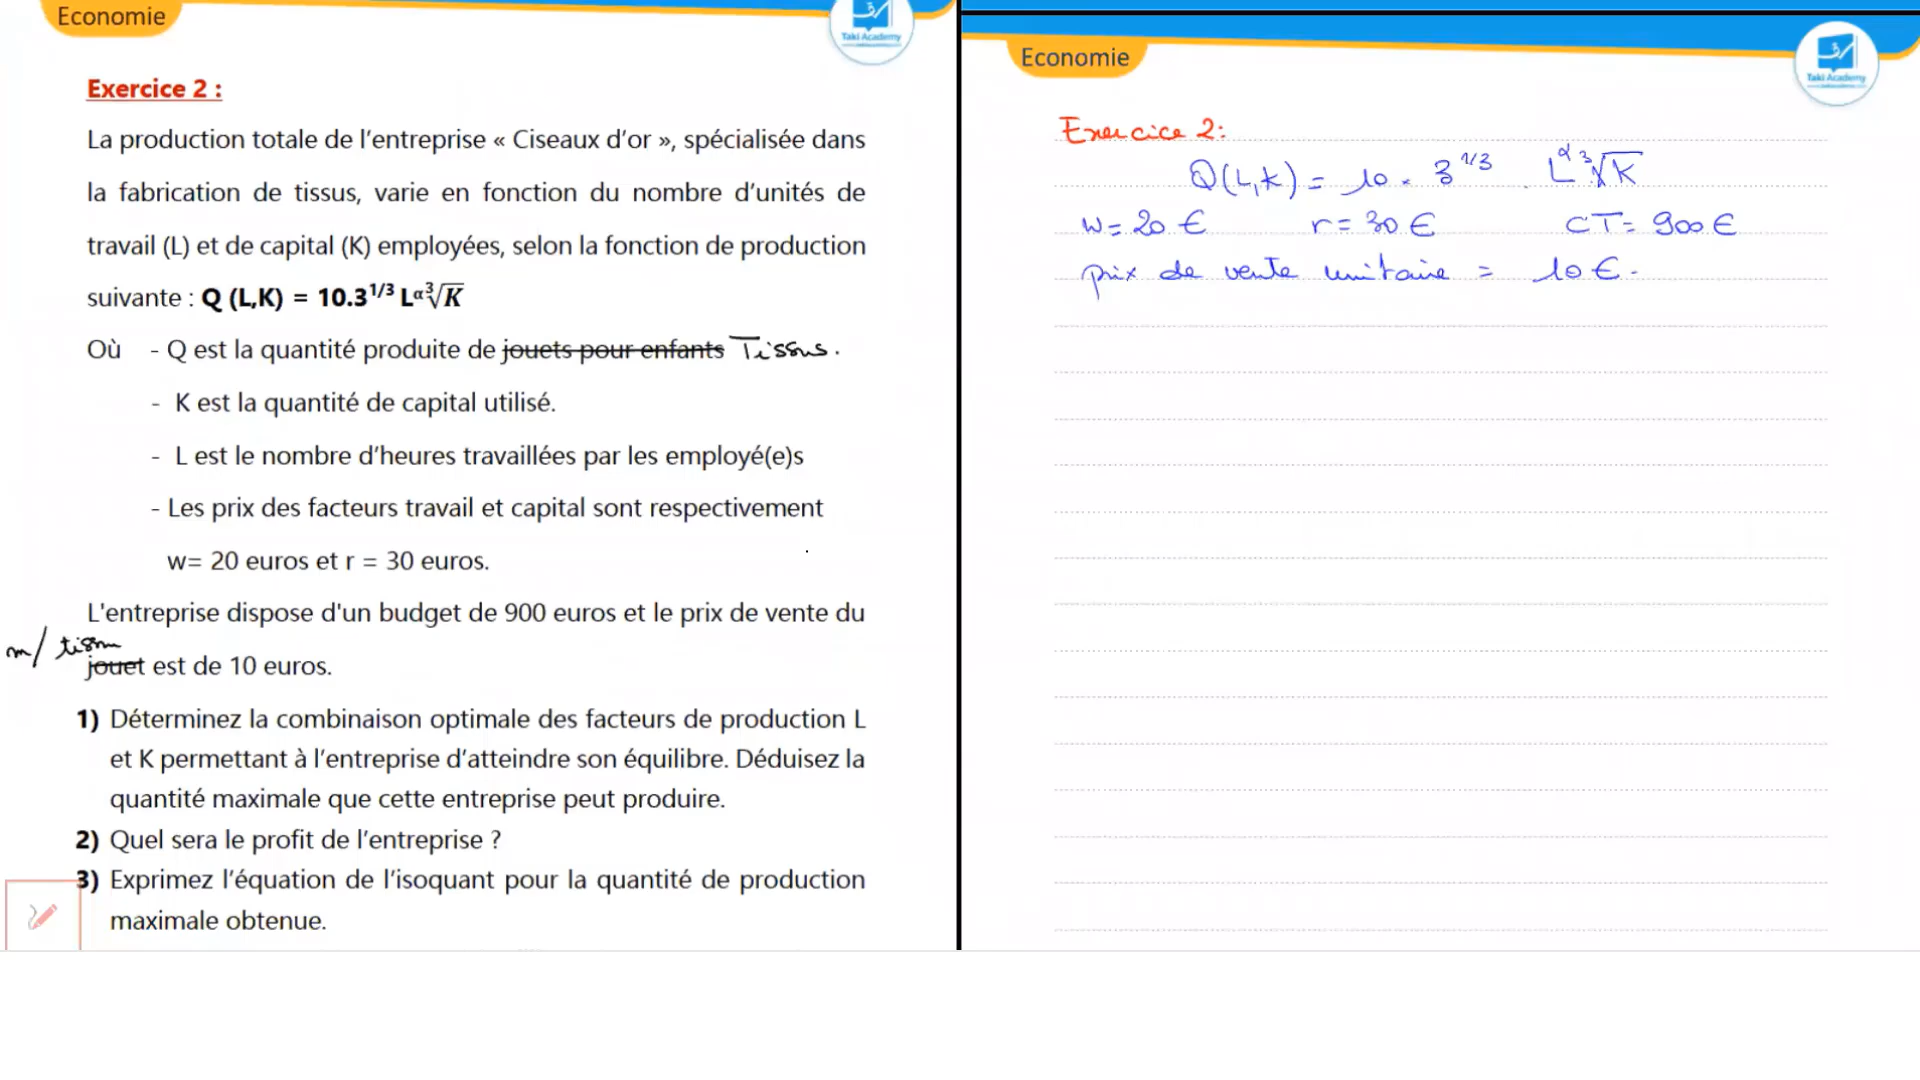 Economie
Taki Academy
Exercice 2 :
La production totale de l'entreprise « Ciseaux d'or », spécialisée dans
la fabrication de tissus, varie en fonction du nombre d'unités de
travail (L) et de capital (K) employées, selon la fonction de production
suivante : Q (L,K) = 10.3^1/3 L^α ³√K
Où - Q est la quantité produite de jouets pour enfants Tissus.
- K est la quantité de capital utilisé.
- L est le nombre d'heures travaillées par les employé(e)s
- Les prix des facteurs travail et capital sont respectivement
w= 20 euros et r = 30 euros.
L'entreprise dispose d'un budget de 900 euros et le prix de vente du
m/ tissu
jouet est de 10 euros.
1) Déterminez la combinaison optimale des facteurs de production L
et K permettant à l'entreprise d'atteindre son équilibre. Déduisez la
quantité maximale que cette entreprise peut produire.
2) Quel sera le profit de l'entreprise ?
3) Exprimez l'équation de l'isoquant pour la quantité de production
maximale obtenue.
Economie
Taki Academy
Exercice 2:
Q(L,K) = 10 . 3^1/3 . L^α ³√K
w = 20 € r = 30 € CT = 900 €
prix de vente unitaire = 10 €.